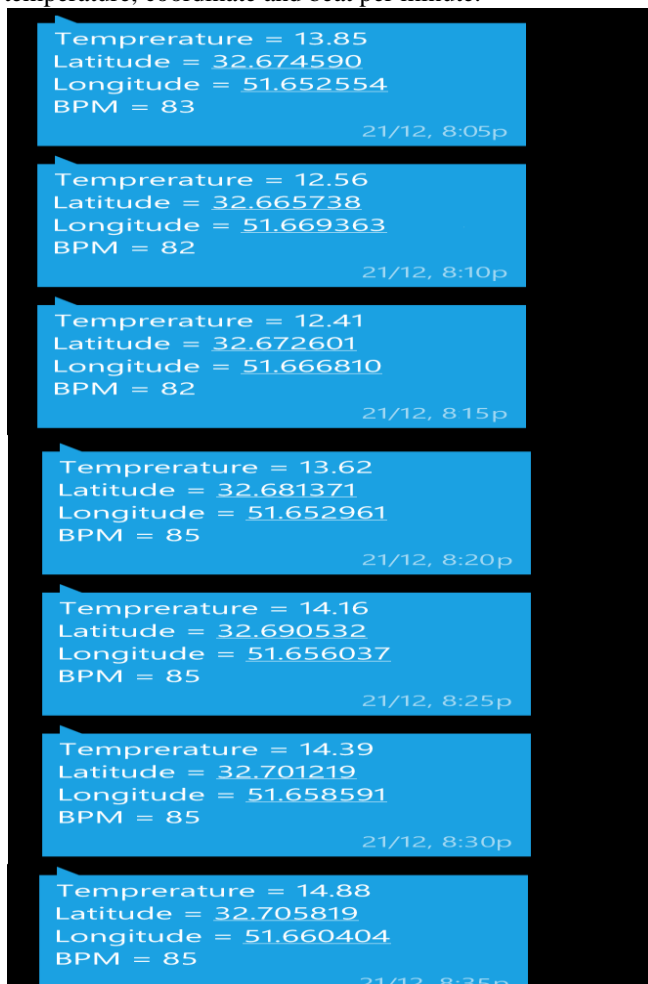 temperature, coordinate and beat per minute.
Temprerature = 13.85
Latitude = 32.674590
Longitude = 51.652554
BPM = 83
21/12, 8:05p
Temprerature = 12.56
Latitude = 32.665738
Longitude = 51.669363
BPM = 82
21/12, 8:10p
Temprerature = 12.41
Latitude = 32.672601
Longitude = 51.666810
BPM = 82
21/12, 815p
Temprerature = 13.62
Latitude = 32.681371
Longitude = 51.652961
BPM = 85
21/12, 8:20p
Temprerature = 14.16
Latitude = 32.690532
Longitude = 51.656037
BPM = 85
21/12, 8:25p
Temprerature = 14.39
Latitude = 32.701219
Longitude = 51.658591
BPM = 85
21/12, 8:30p
Temprerature = 14.88
Latitude = 32.705819
Longitude = 51.660404
BPM = 85
21/12, 8:35p